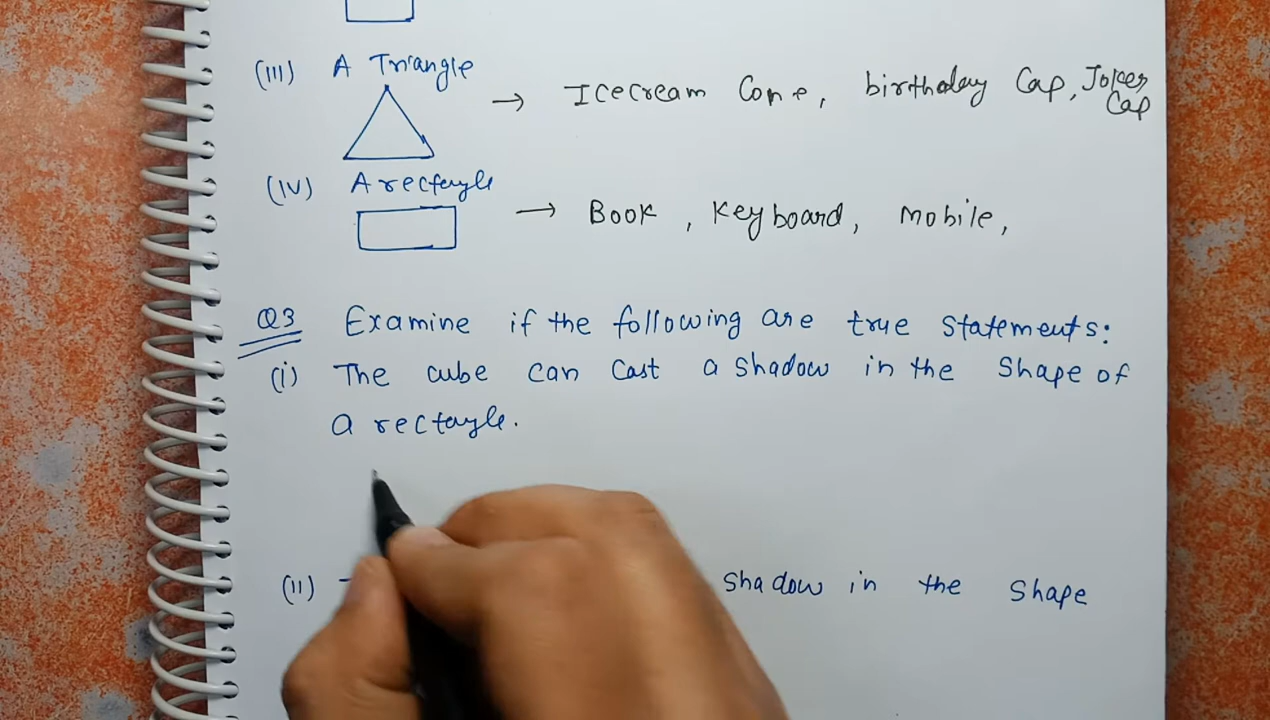 (III) A Triangle → Icecream Cone, birthday Cap, Joker Cap
(IV) A rectangle → Book, Keyboard, Mobile,
Q3 Examine if the following are true statements:
(i) The cube can cast a shadow in the shape of
a rectangle.
(II) shadow in the shape